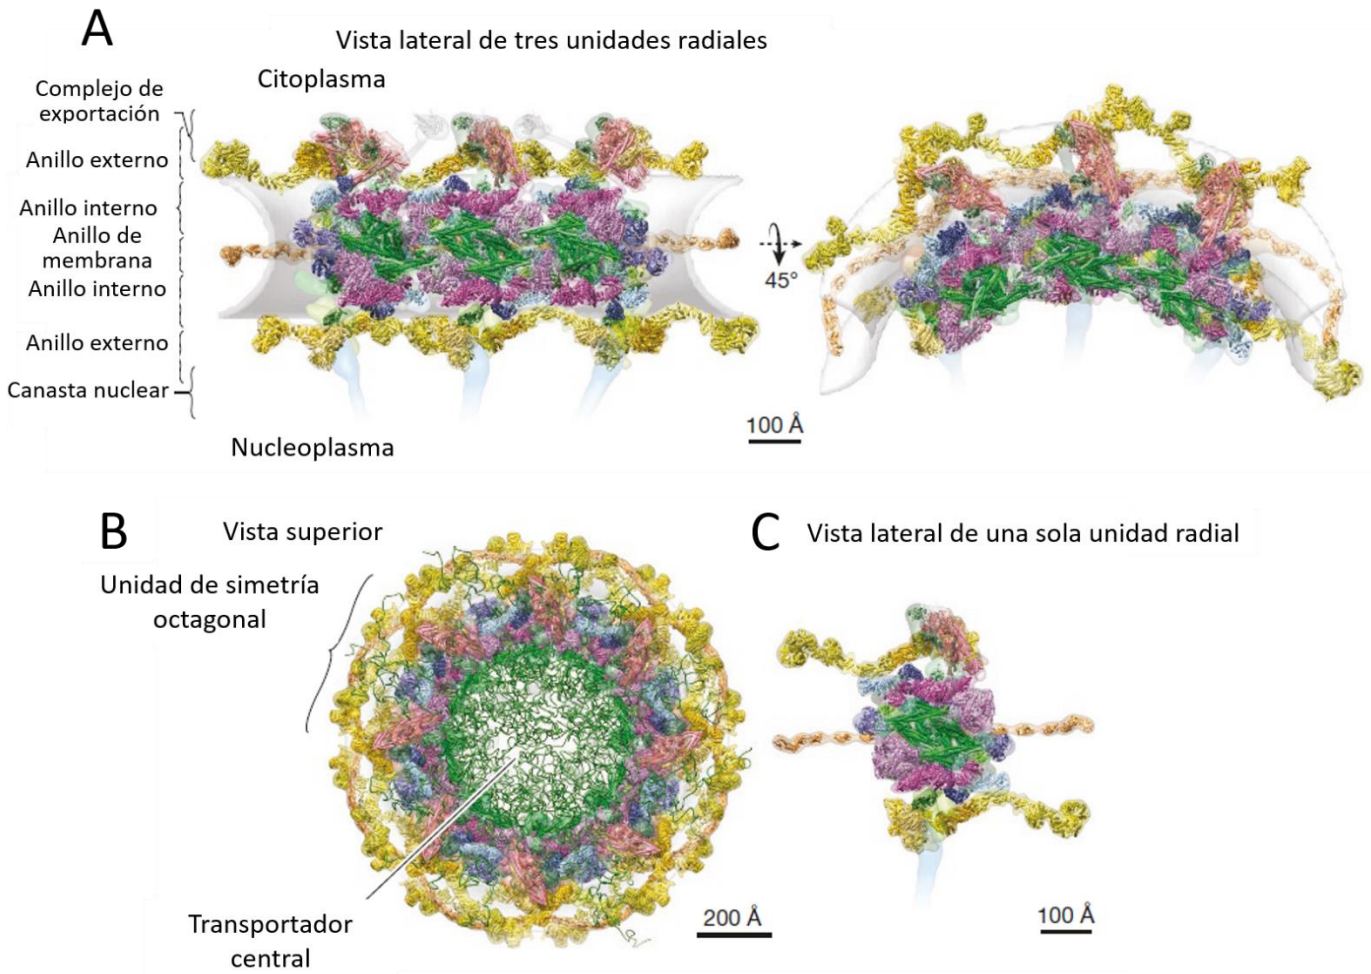 A
Vista lateral de tres unidades radiales
Citoplasma
Complejo de
exportación
Anillo externo
Anillo interno
Anillo de
membrana
Anillo interno
Anillo externo
Canasta nuclear
Nucleoplasma
45°
100 Å
B
Vista superior
Unidad de simetría
octagonal
Transportador
central
200 Å
C
Vista lateral de una sola unidad radial
100 Å